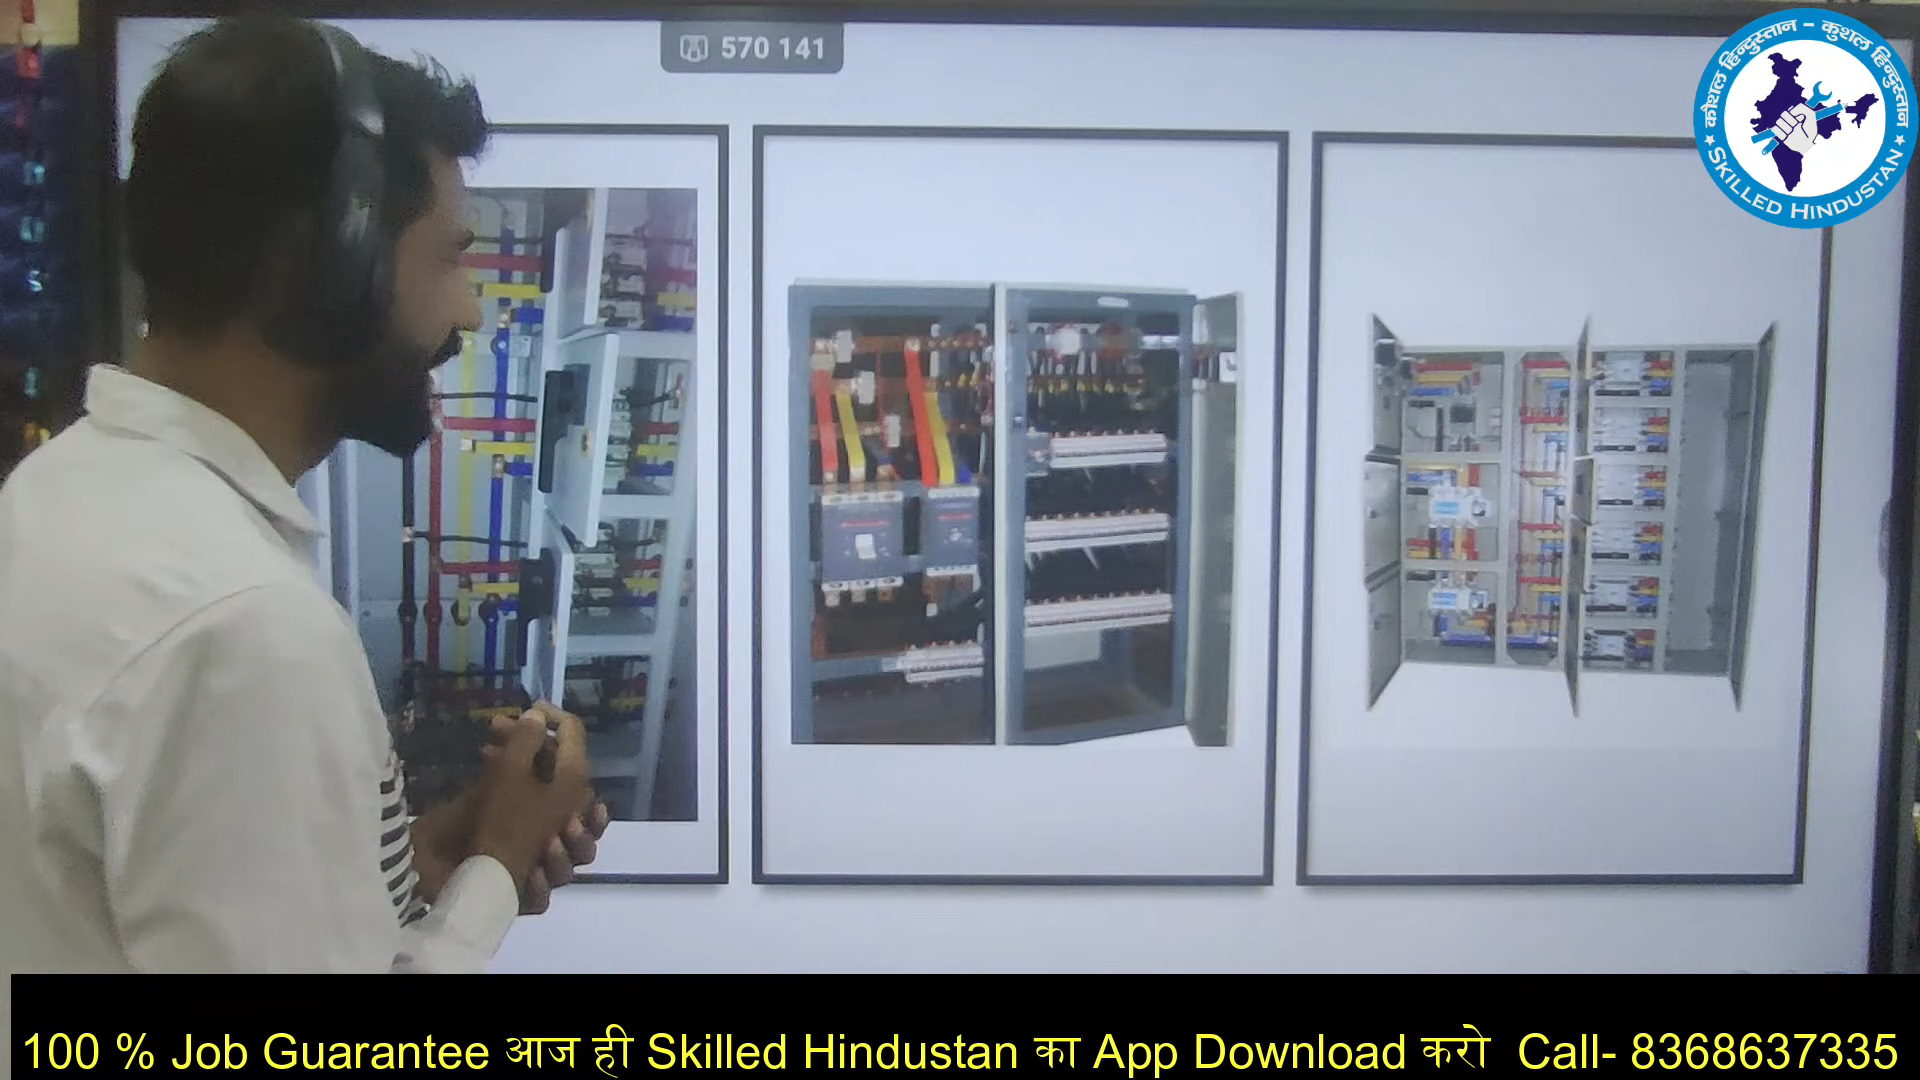 570 141
कौशल हिन्दुस्तान - कुशल हिन्दुस्तान
SKILLED HINDUSTAN
100 % Job Guarantee आज ही Skilled Hindustan का App Download करो Call- 8368637335